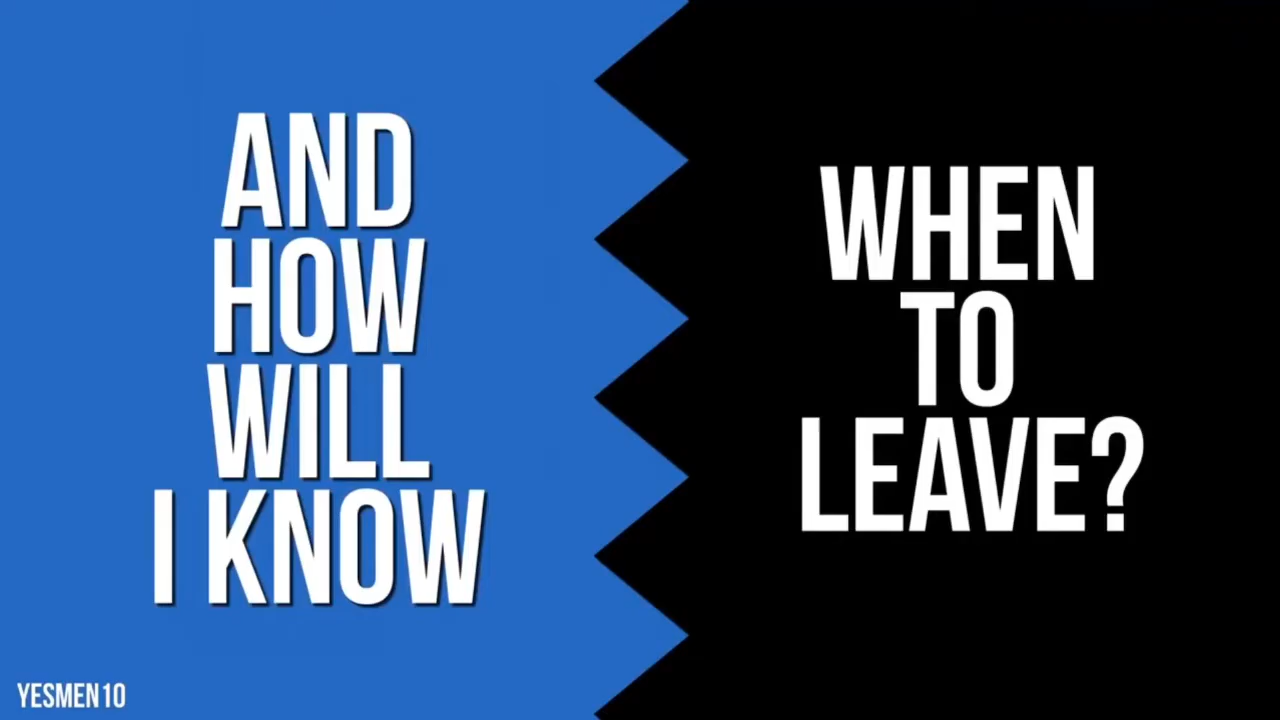 AND
HOW
WILL
I KNOW
WHEN
TO
LEAVE?
YESMEN10